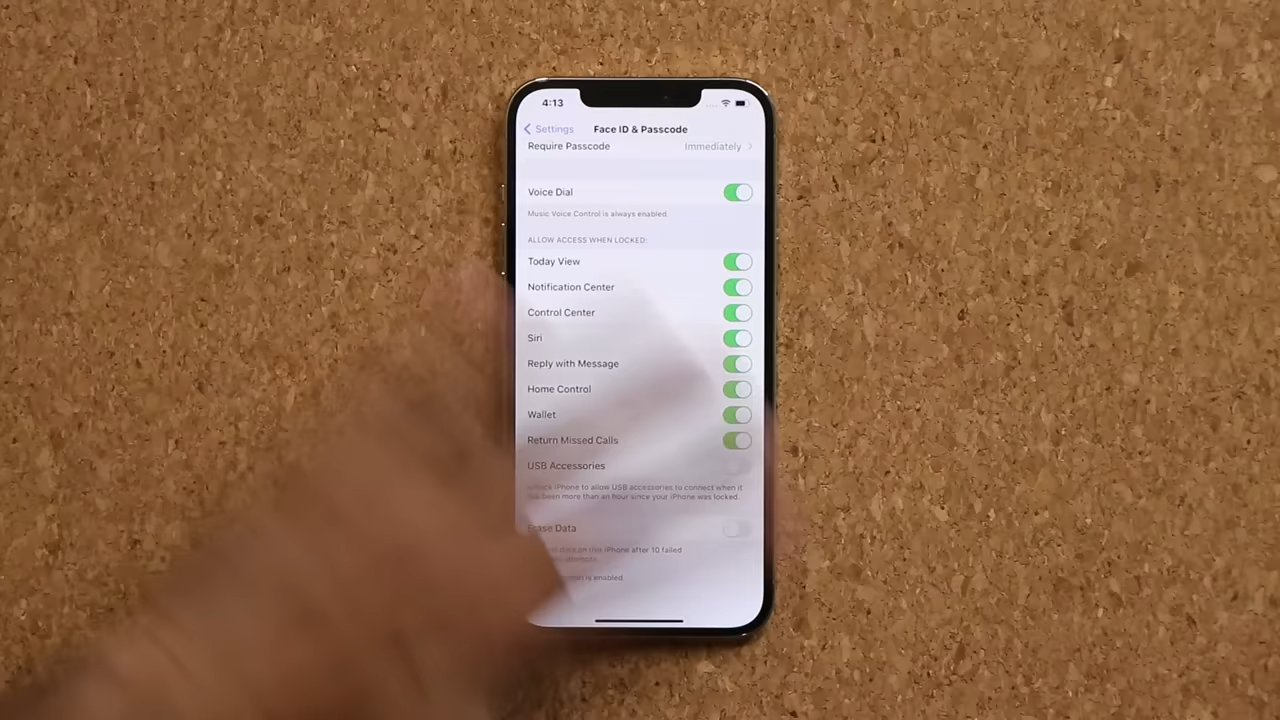 4:13
Settings Face ID & Passcode
Require Passcode Immediately
Voice Dial
Music Voice Control is always enabled.
ALLOW ACCESS WHEN LOCKED:
Today View
Notification Center
Control Center
Siri
Reply with Message
Home Control
Wallet
Return Missed Calls
USB Accessories
iPhone to allow USB accessories to connect when it
been more than an hour since your iPhone was locked.
Erase Data
on this iPhone after 10 failed
is enabled.